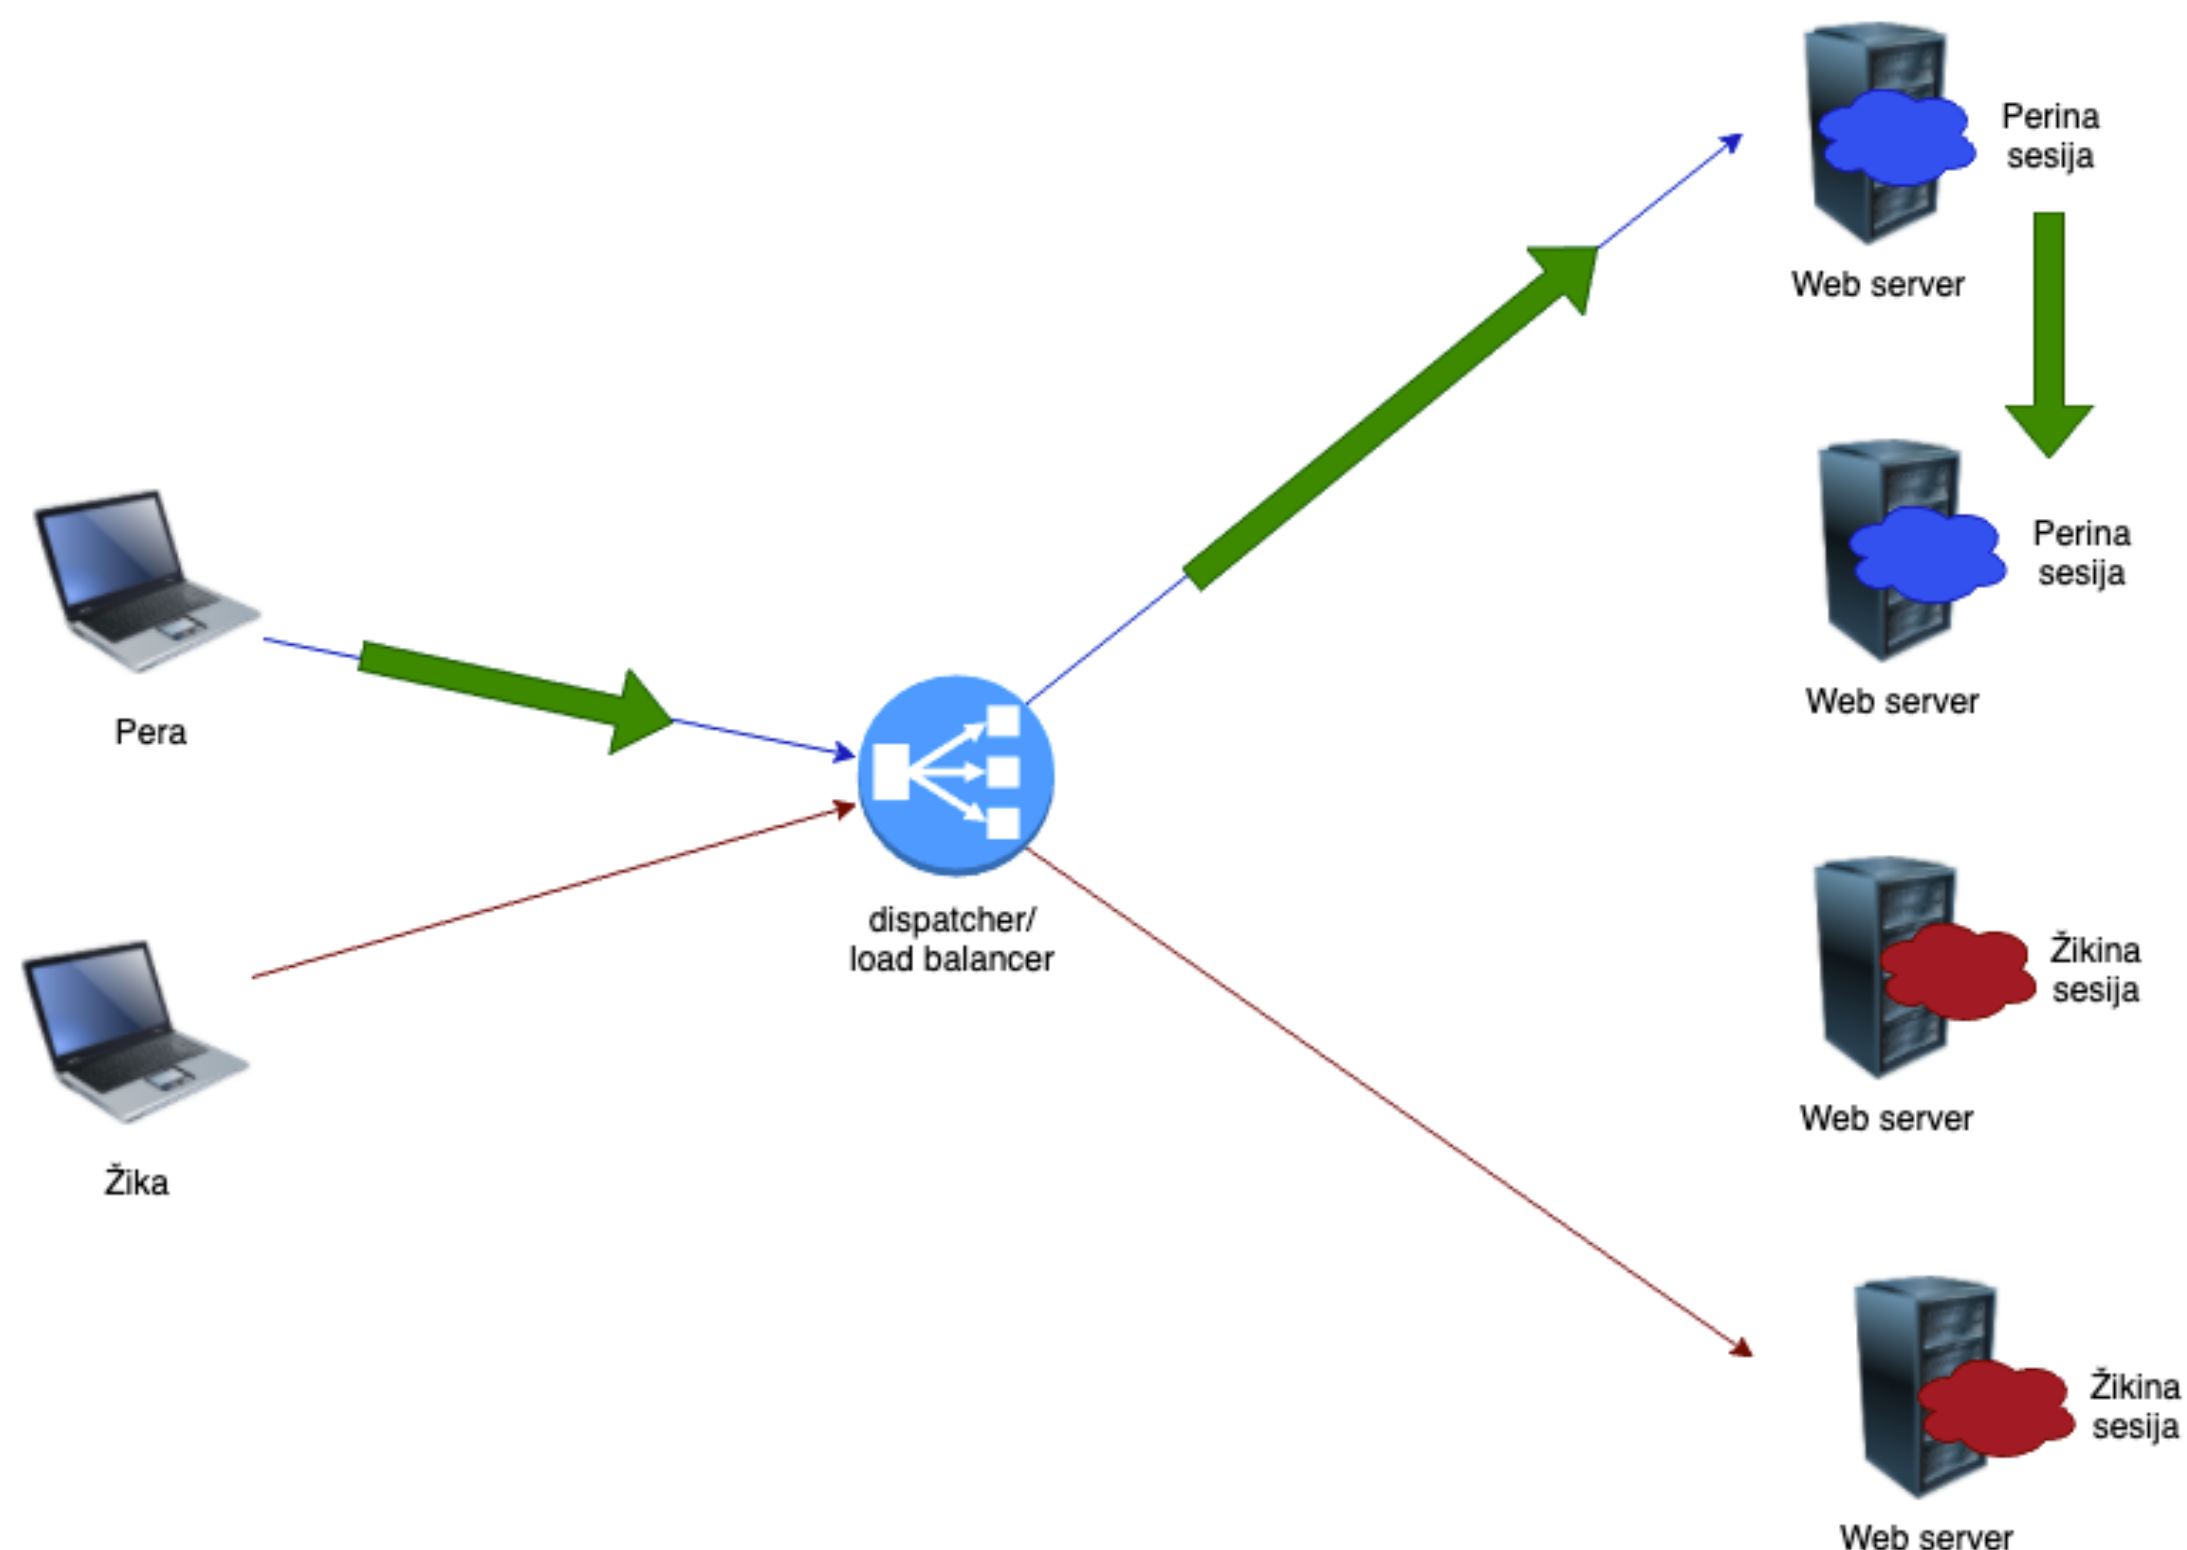 Perina
sesija
Web server
Perina
sesija
Web server
Pera
dispatcher/
load balancer
Žikina
sesija
Web server
Žika
Žikina
sesija
Web server